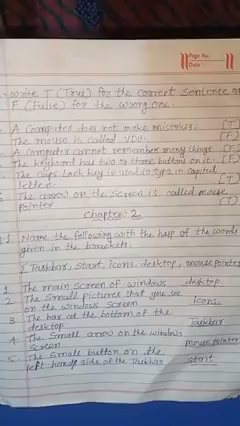 Page No.
Date
- write T (True) for the correct sentence or
F (False) for the wrong one.
A Computer does not make mistakes. (T)
The mouse is called VDU. (F)
A Computer cannot remember many things (F)
The keyboard has two or three buttons on it. (F)
The Caps Lock key is used to type in capital
letters (T)
The arrow on the Screen is called mouse
pointer (T)
Chapter: 2
Name the following with the help of the words
given in the brackets.
Taskbar, Start, icons, desktop, mouse pointer
1 The main screen of windows desktop
2 The Small pictures that you see
on the windows screen icons
3 The bar at the bottom of the
desktop Taskbar
4 The Small arrow on the windows
screen mouse pointer
5 The Small button on the
left-hand side of the Taskbar start